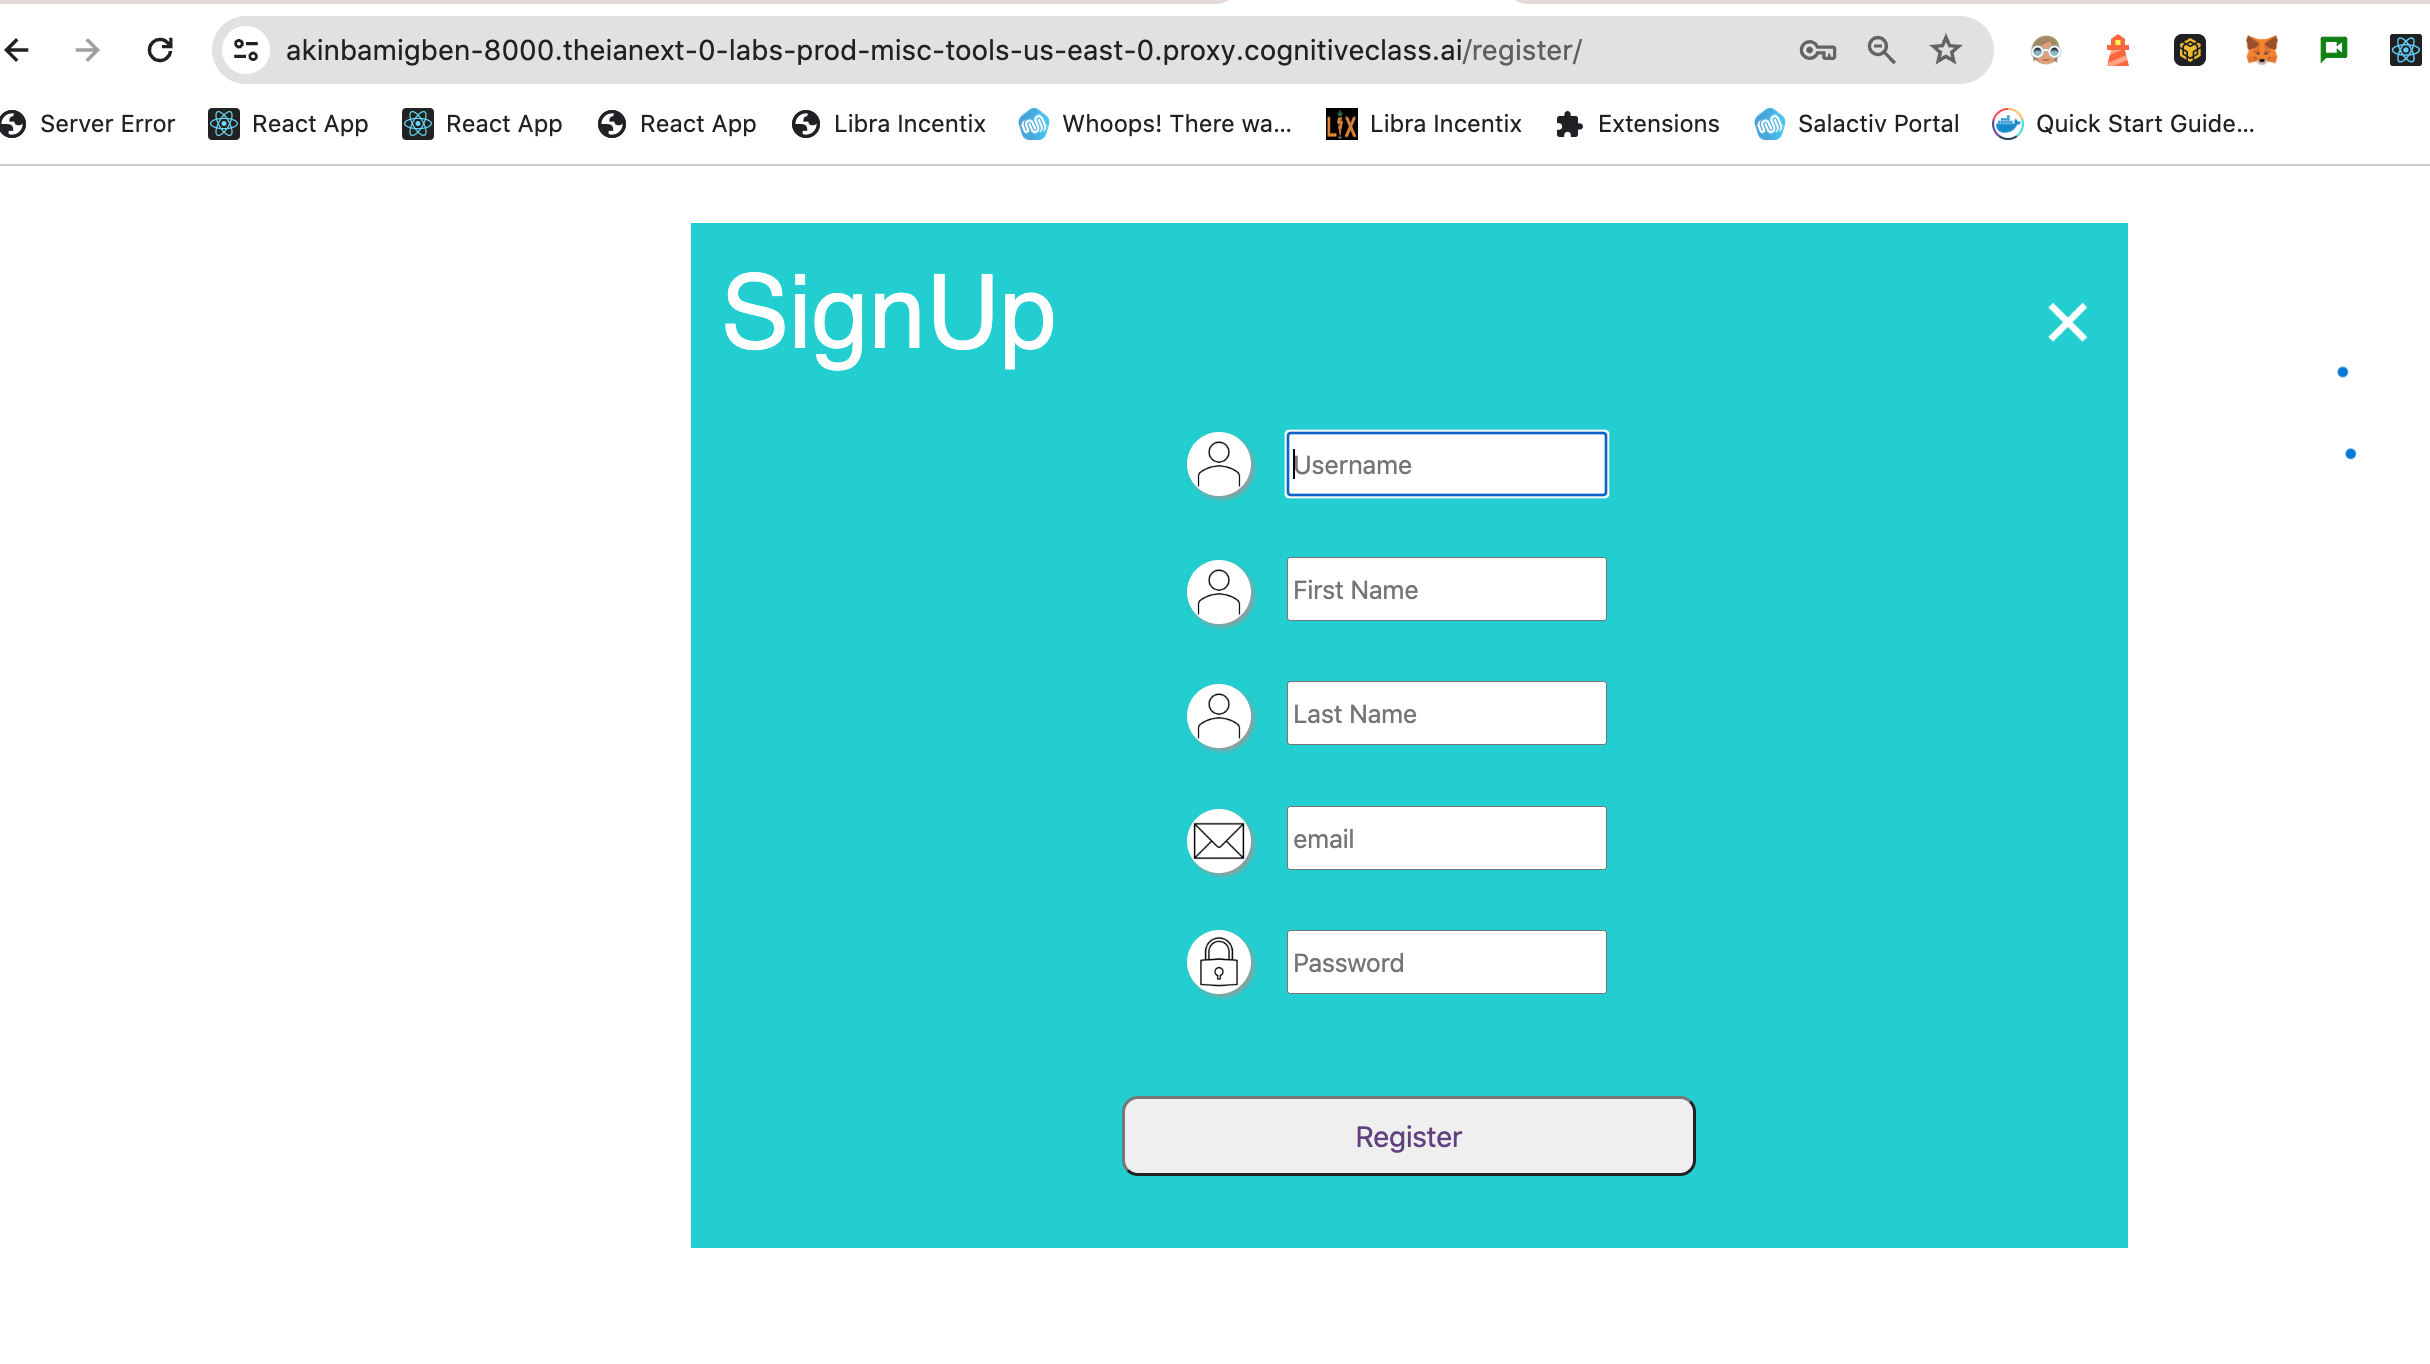 akinbamigben-8000.theianext-0-labs-prod-misc-tools-us-east-0.proxy.cognitiveclass.ai/register/
Server Error React App React App React App Libra Incentix Whoops! There wa... LIX Libra Incentix Extensions Salactiv Portal Quick Start Guide...
SignUp
Username
First Name
Last Name
email
Password
Register